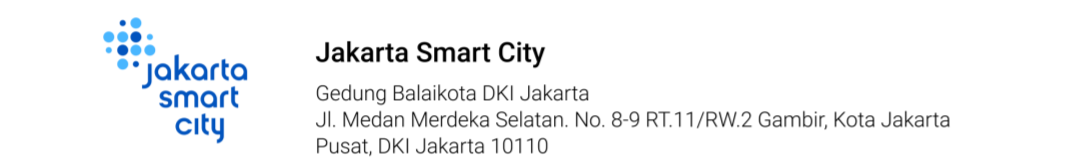 jakarta
smart
city
Jakarta Smart City
Gedung Balaikota DKI Jakarta
Jl. Medan Merdeka Selatan. No. 8-9 RT.11/RW.2 Gambir, Kota Jakarta
Pusat, DKI Jakarta 10110